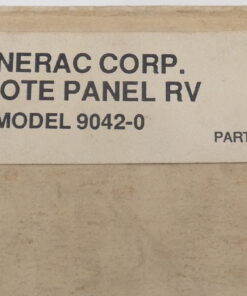 NERAC CORP.
OTE PANEL RV
MODEL 9042-0
PART